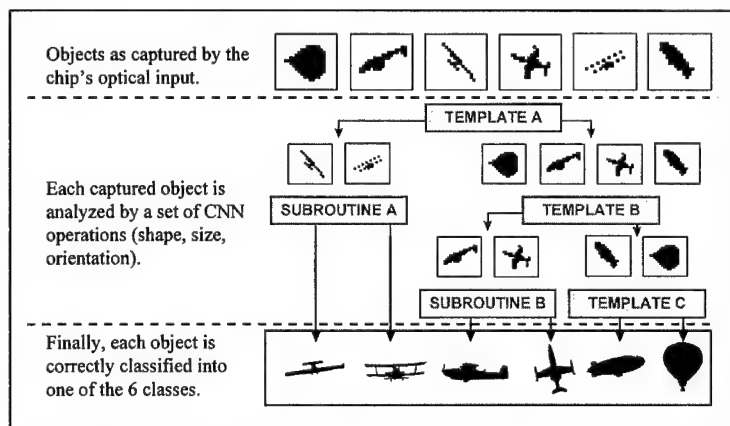 Objects as captured by the
chip's optical input.
TEMPLATE A
Each captured object is
analyzed by a set of CNN
operations (shape, size,
orientation).
SUBROUTINE A
TEMPLATE B
SUBROUTINE B
TEMPLATE C
Finally, each object is
correctly classified into
one of the 6 classes.